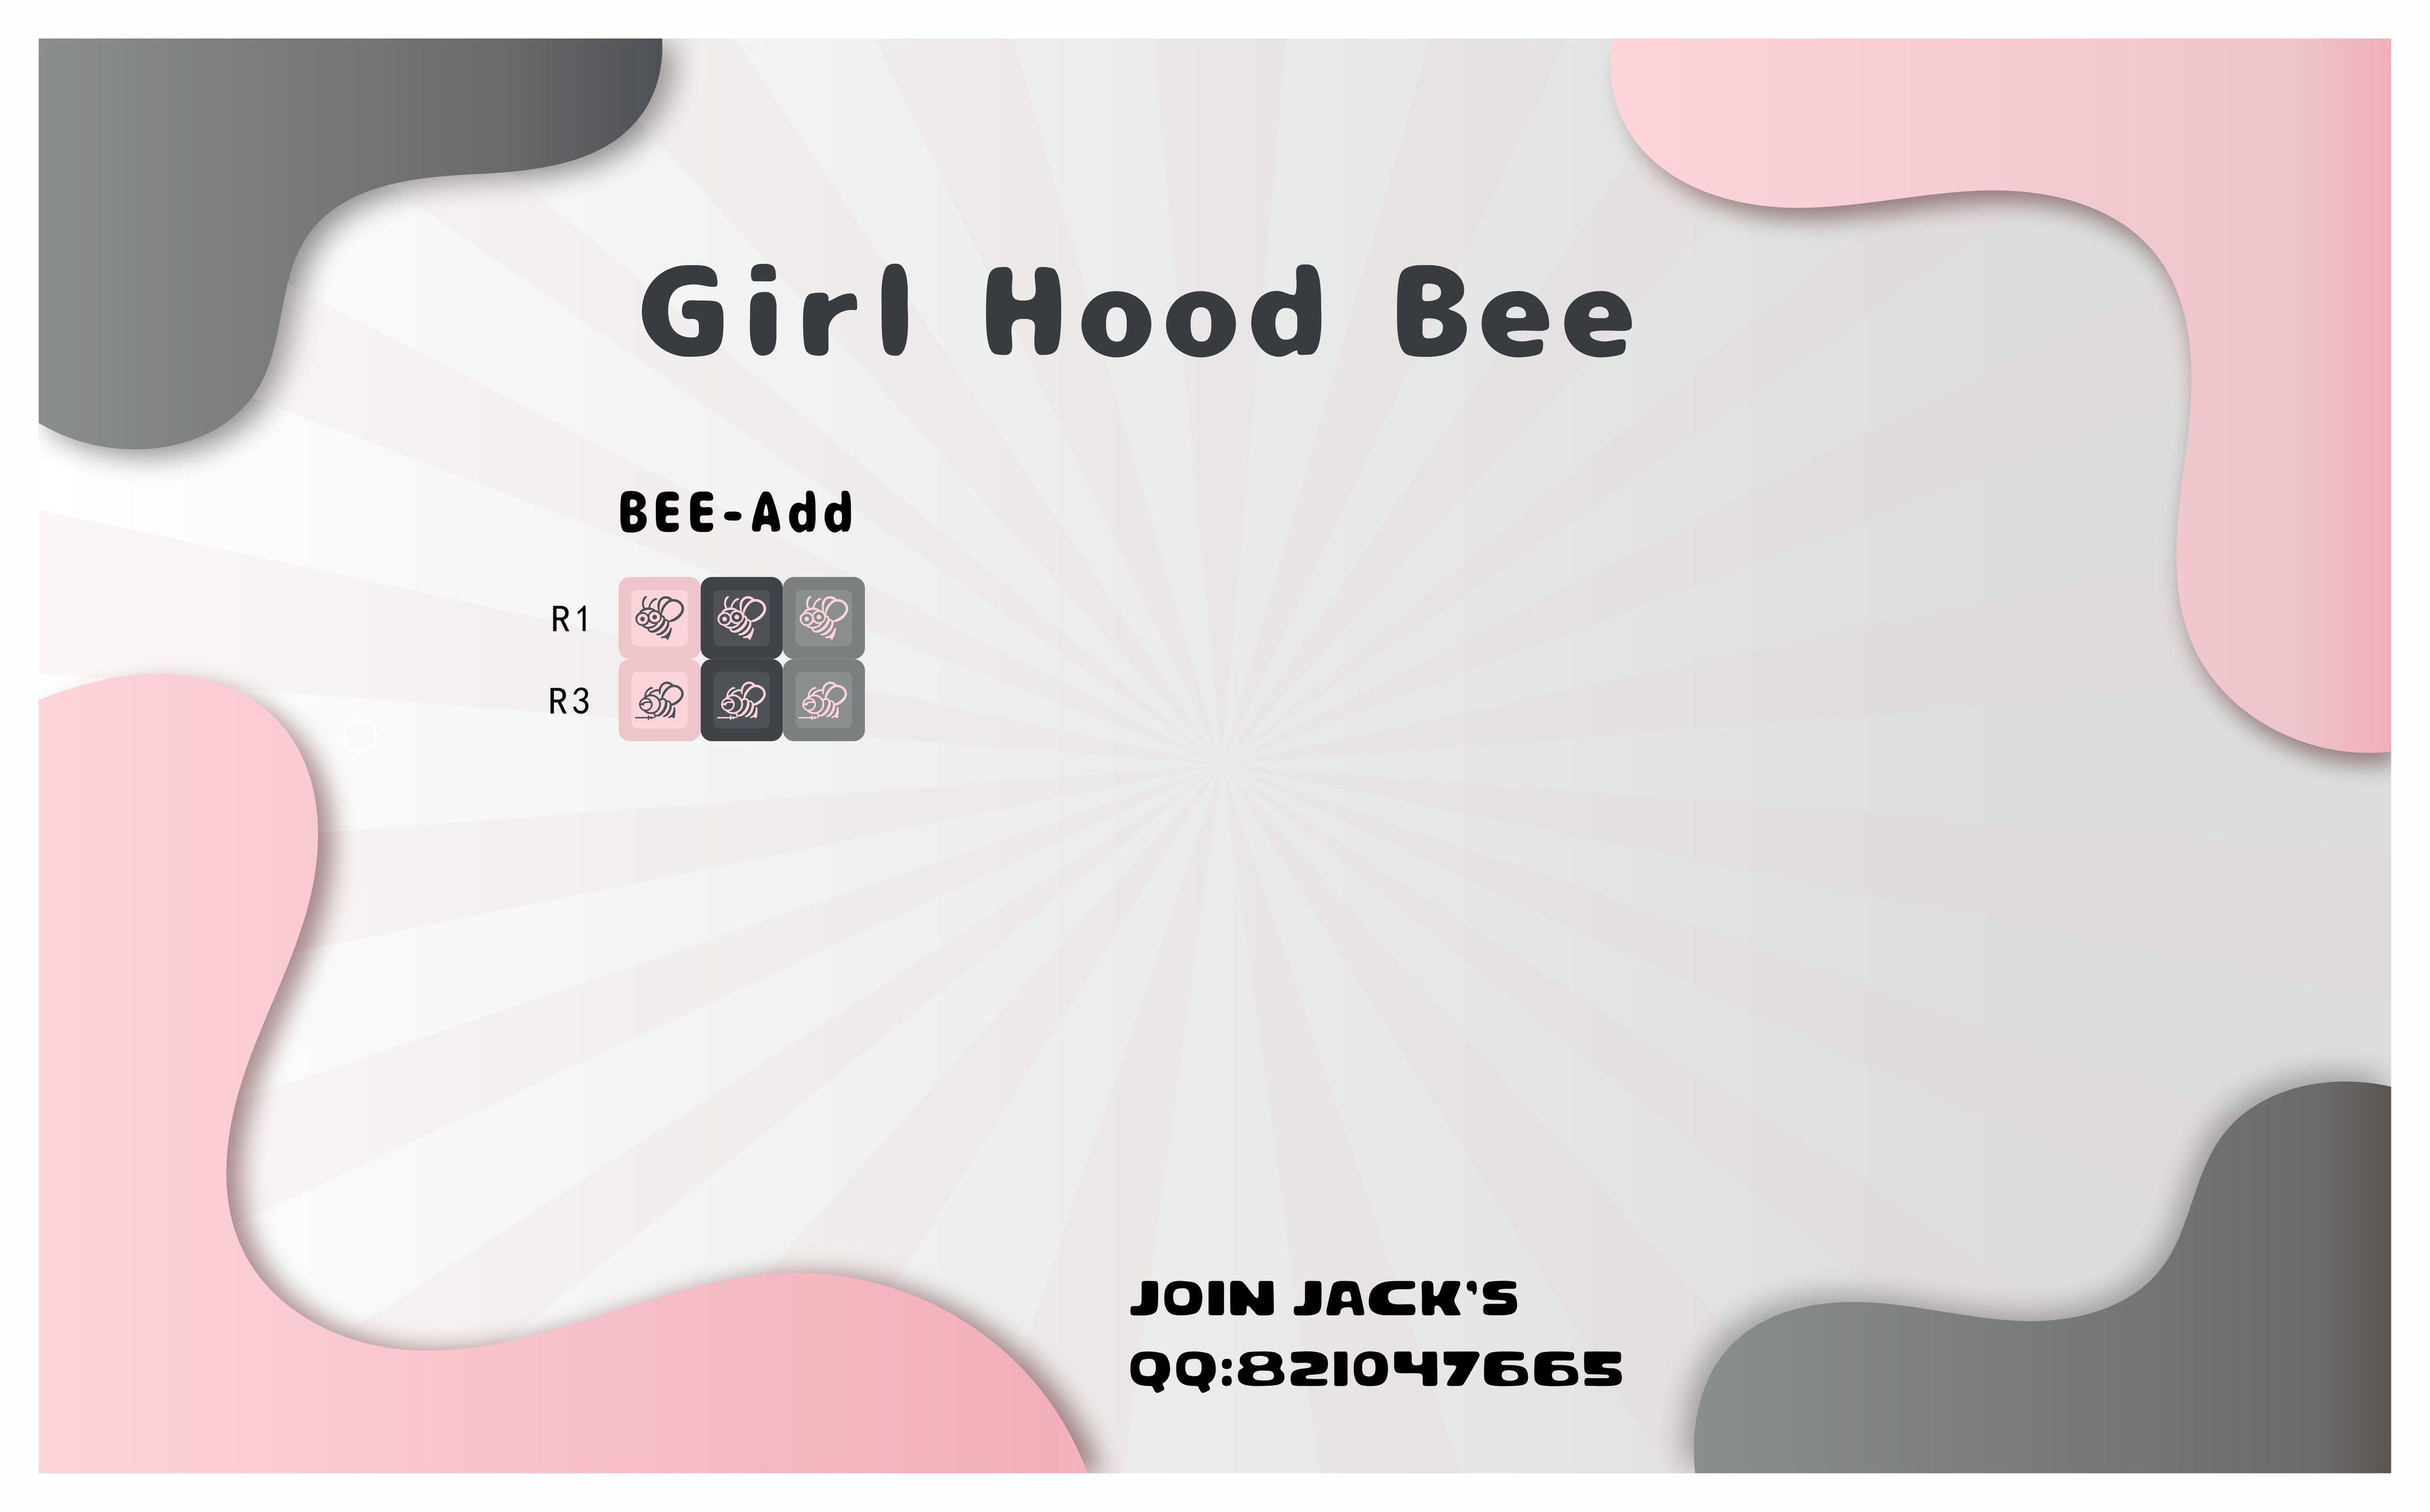 Girl Hood Bee
BEE-Add
R1
R3
JOIN JACK'S
QQ:821047665